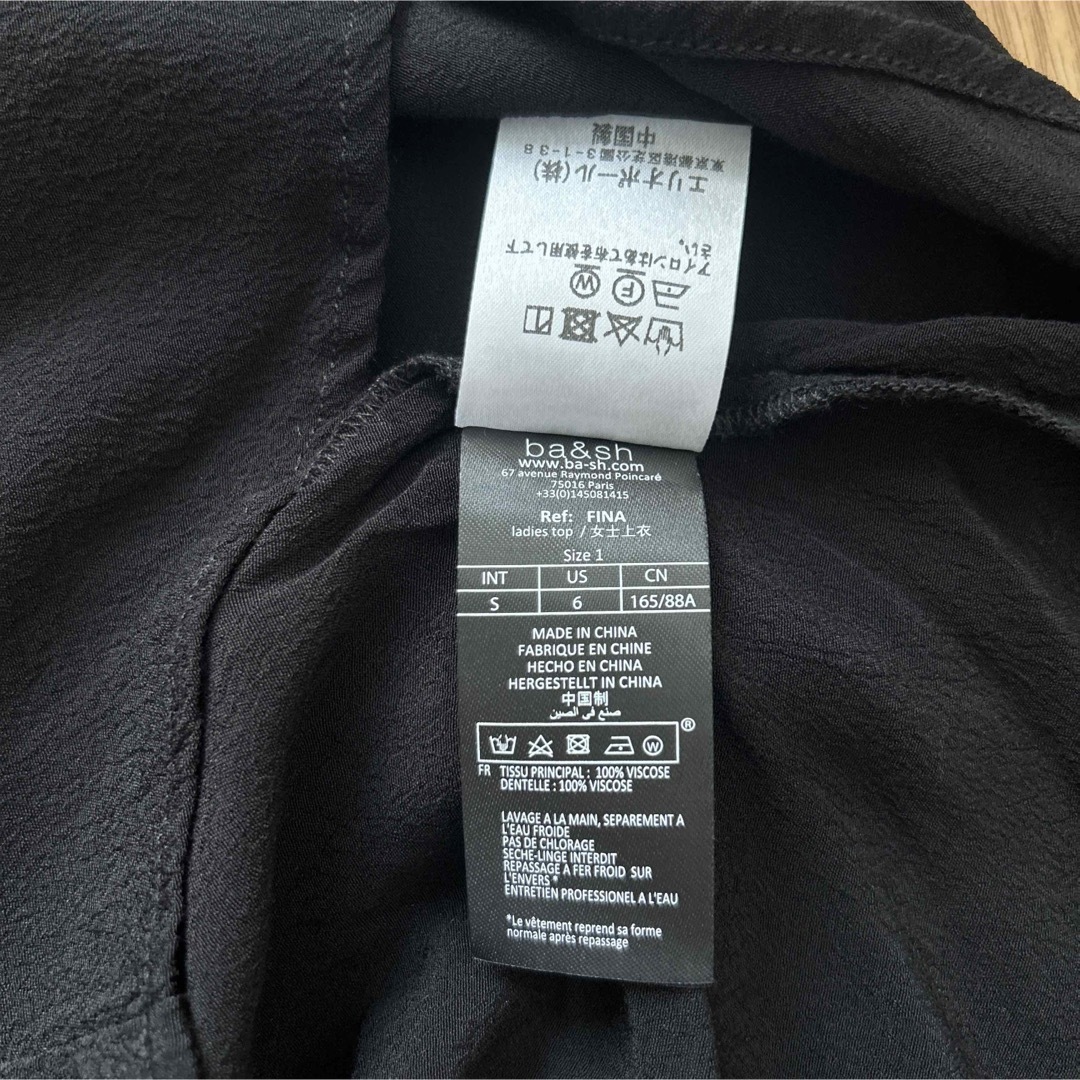 中国製
東京都港区芝公園3-1-38
エリオポール(株)
アイロンはあて布を使用して下
さい。
W
F
ba&sh
www.ba-sh.com
67 avenue Raymond Poincaré
75016 Paris
+33(0)145081415
Ref: FINA
ladies top / 女士上衣
Size 1
INT US CN
S 6 165/88A
MADE IN CHINA
FABRIQUE EN CHINE
HECHO EN CHINA
HERGESTELLT IN CHINA
中国制
صنع في الصين
W ®
FR TISSU PRINCIPAL : 100% VISCOSE
DENTELLE : 100% VISCOSE
LAVAGE A LA MAIN, SEPAREMENT A
L'EAU FROIDE
PAS DE CHLORAGE
SECHE-LINGE INTERDIT
REPASSAGE A FER FROID SUR
L'ENVERS *
ENTRETIEN PROFESSIONEL A L'EAU
*Le vêtement reprend sa forme
normale après repassage